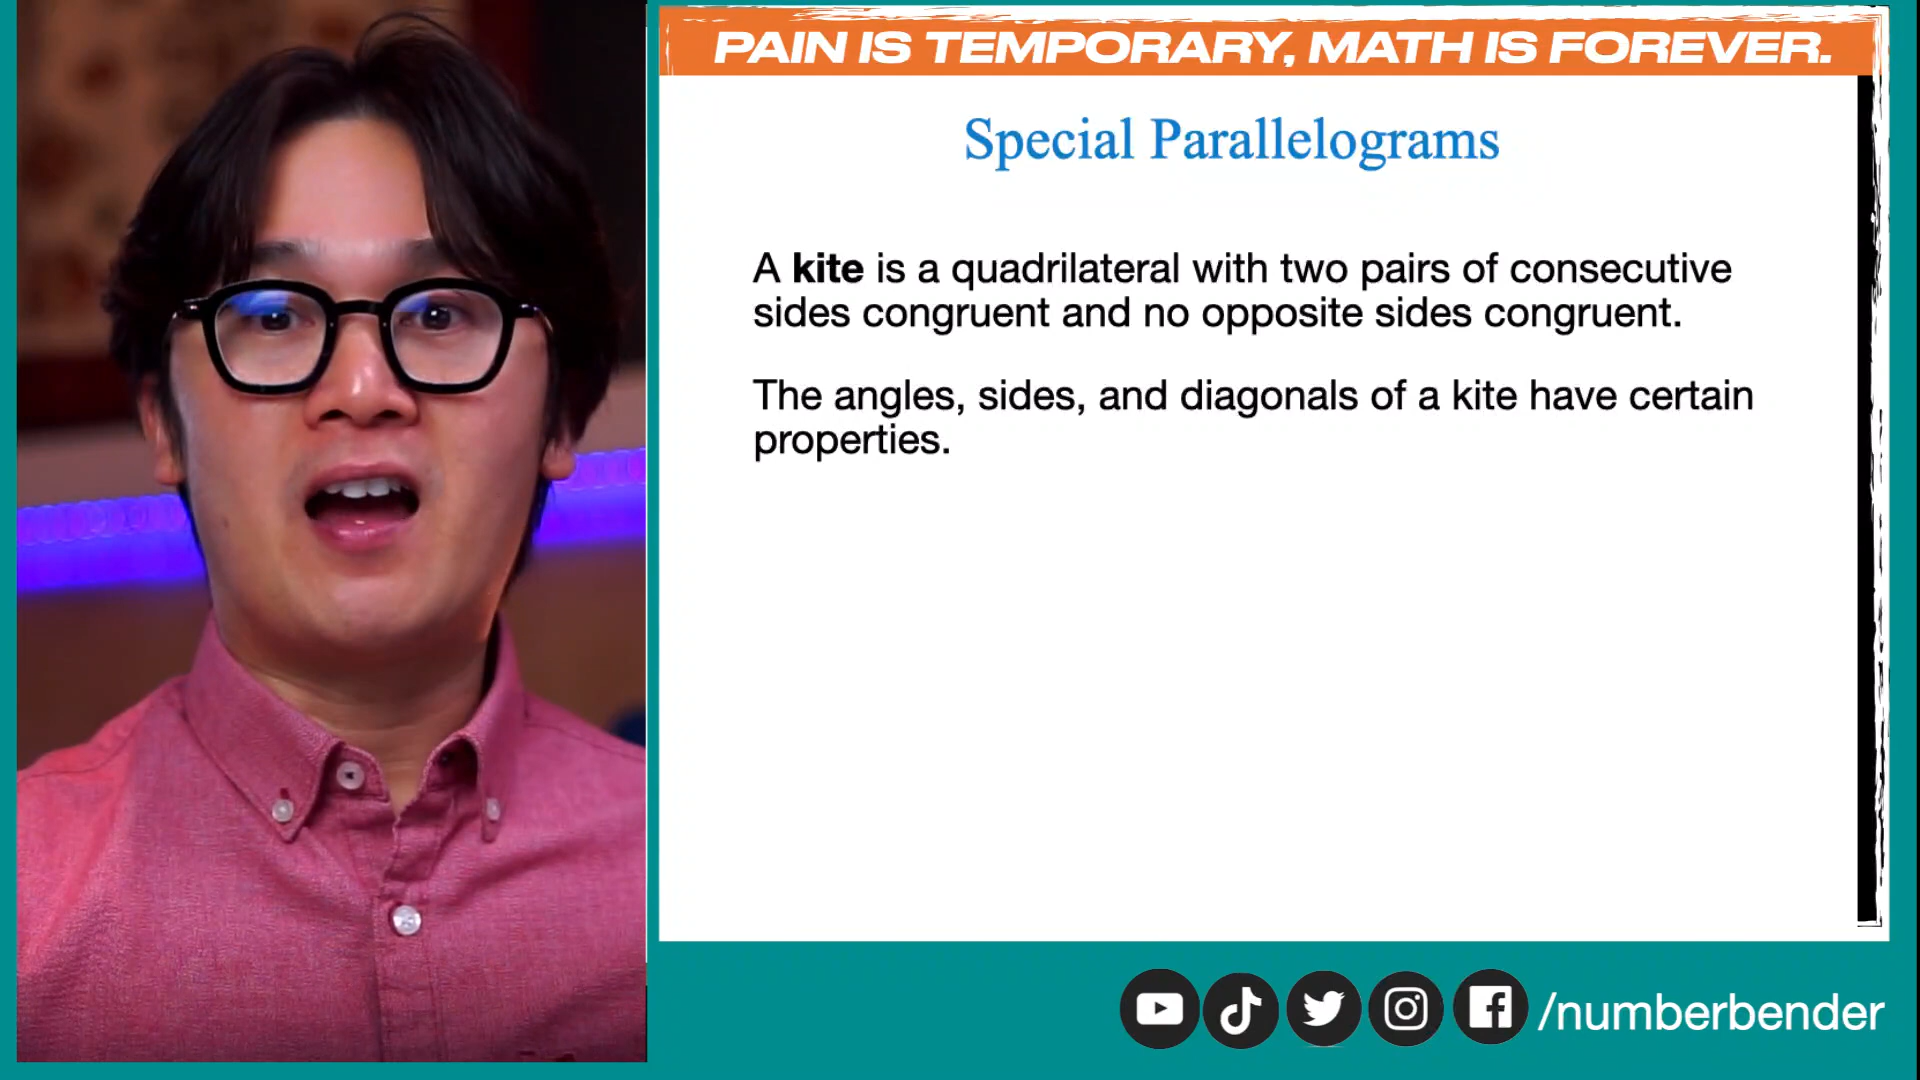 PAIN IS TEMPORARY, MATH IS FOREVER.
Special Parallelograms
A kite is a quadrilateral with two pairs of consecutive
sides congruent and no opposite sides congruent.
The angles, sides, and diagonals of a kite have certain
properties.
/numberbender